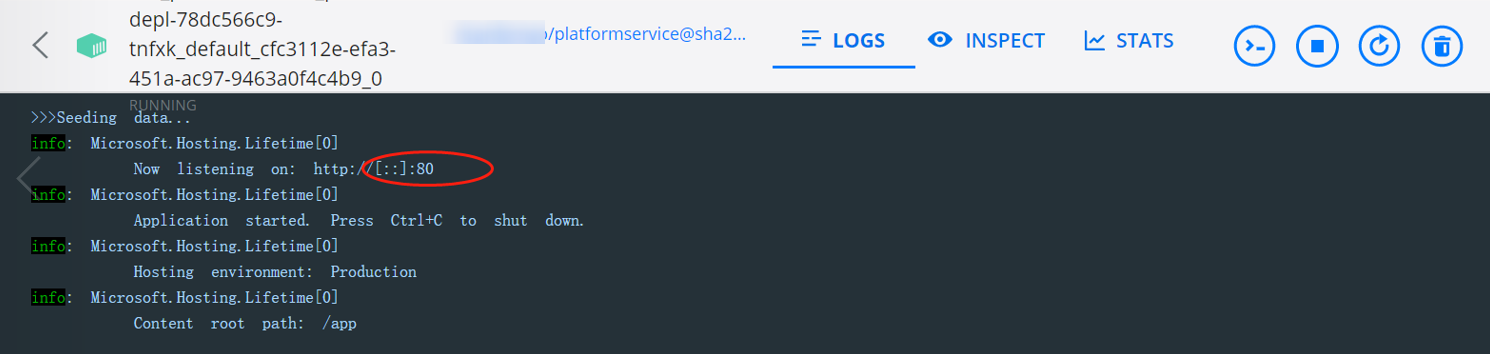 depl-78dc566c9-
tnfxk_default_cfc3112e-efa3-
451a-ac97-9463a0f4c4b9_0
/platformservice@sha2...
LOGS
INSPECT
STATS
RUNNING
>>>Seeding data...
info: Microsoft.Hosting.Lifetime[0]
Now listening on: http://[::]:80
info: Microsoft.Hosting.Lifetime[0]
Application started. Press Ctrl+C to shut down.
info: Microsoft.Hosting.Lifetime[0]
Hosting environment: Production
info: Microsoft.Hosting.Lifetime[0]
Content root path: /app